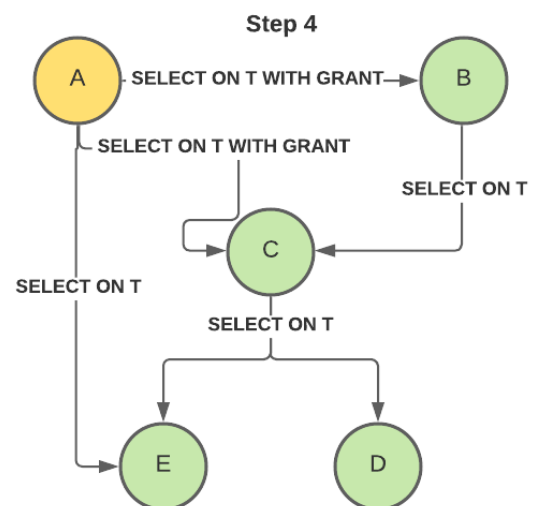 Step 4
A
SELECT ON T WITH GRANT
B
SELECT ON T WITH GRANT
SELECT ON T
C
SELECT ON T
SELECT ON T
E
D